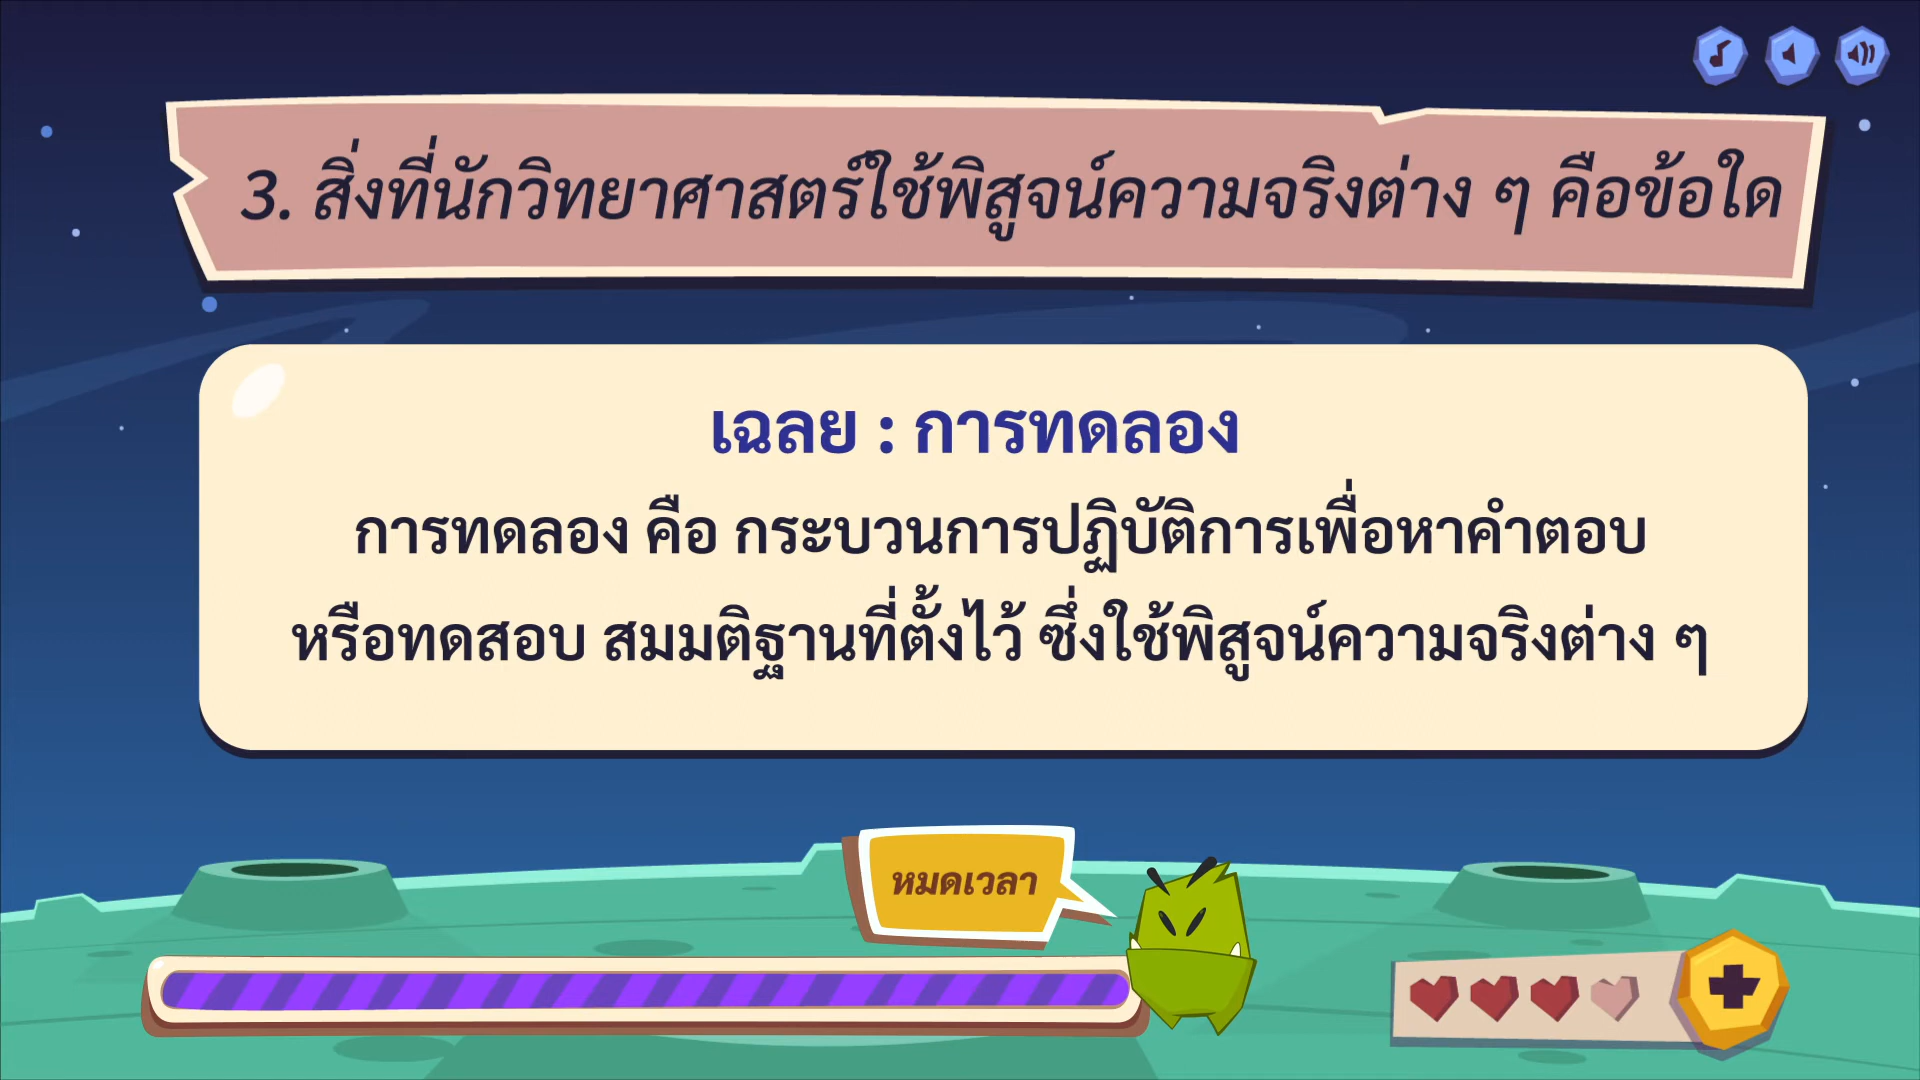 3. สิ่งที่นักวิทยาศาสตร์ใช้พิสูจน์ความจริงต่าง ๆ คือข้อใด
เฉลย : การทดลอง
การทดลอง คือ กระบวนการปฏิบัติการเพื่อหาคำตอบ
หรือทดสอบ สมมติฐานที่ตั้งไว้ ซึ่งใช้พิสูจน์ความจริงต่าง ๆ
หมดเวลา